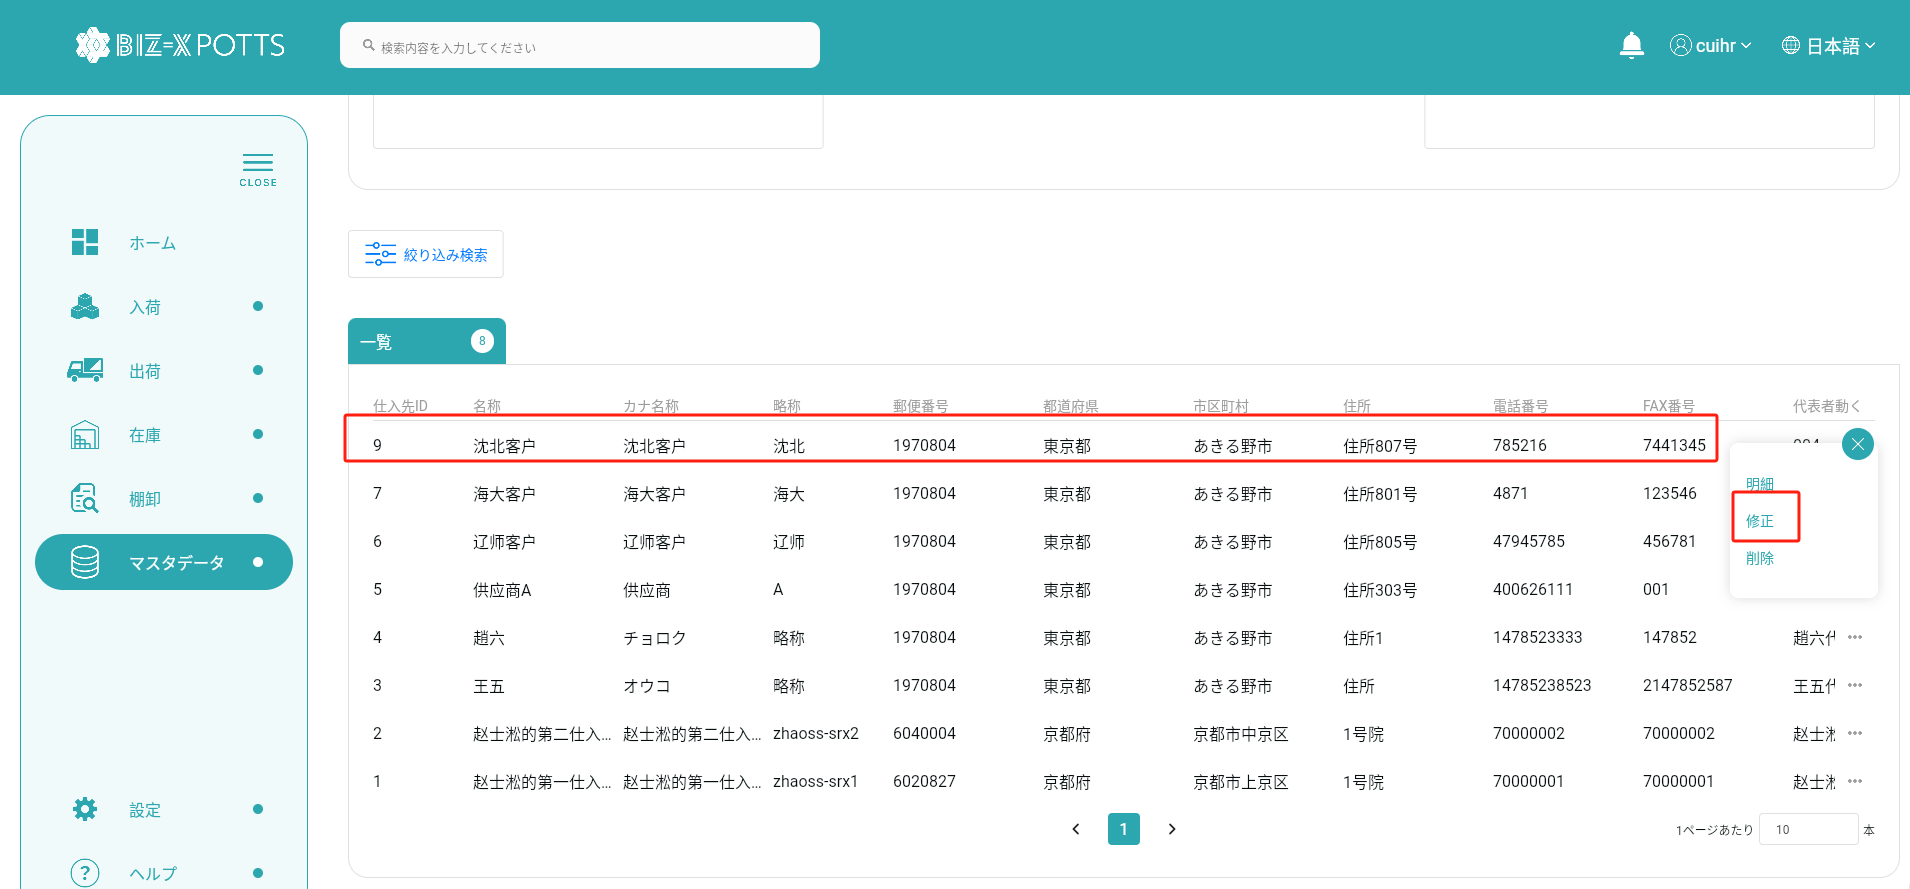 BIZ=X POTTS
検索内容を入力してください
cuihr
日本語
CLOSE
ホーム
入荷
出荷
在庫
棚卸
マスタデータ
設定
ヘルプ
絞り込み検索
一覧 8
仕入先ID 名称 カナ名称 略称 郵便番号 都道府県 市区町村 住所 電話番号 FAX番号 代表者動く
9 沈北客户 沈北客户 沈北 1970804 東京都 あきる野市 住所807号 785216 7441345
7 海大客户 海大客户 海大 1970804 東京都 あきる野市 住所801号 4871 123546
6 辽师客户 辽师客户 辽师 1970804 東京都 あきる野市 住所805号 47945785 456781
5 供应商A 供应商 A 1970804 東京都 あきる野市 住所303号 400626111 001
4 趙六 チョロク 略称 1970804 東京都 あきる野市 住所1 1478523333 147852 趙六代
3 王五 オウコ 略称 1970804 東京都 あきる野市 住所 14785238523 2147852587 王五代
2 赵士淞的第二仕入... 赵士淞的第二仕入... zhaoss-srx2 6040004 京都府 京都市中京区 1号院 70000002 70000002 赵士淞
1 赵士淞的第一仕入... 赵士淞的第一仕入... zhaoss-srx1 6020827 京都府 京都市上京区 1号院 70000001 70000001 赵士淞
明細
修正
削除
1
1ページあたり 10 本